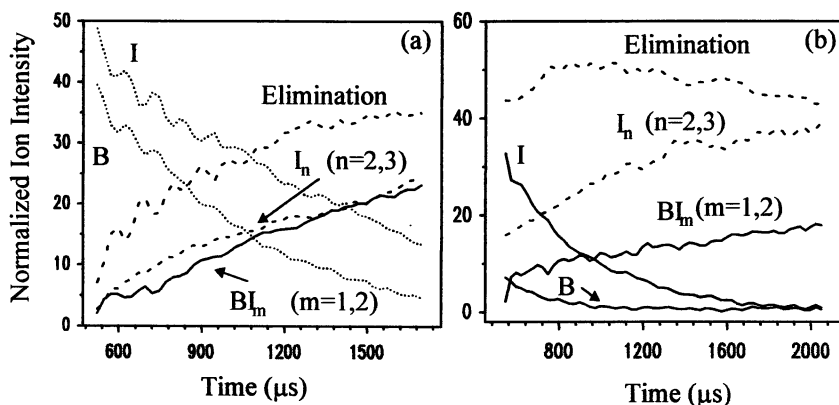 Normalized Ion Intensity
50
40
30
20
10
0
(a)
I
B
Elimination
Iₙ (n=2,3)
BIₘ (m=1,2)
600 900 1200 1500
Time (μs)
60
40
20
0
(b)
Elimination
Iₙ (n=2,3)
I
BIₘ(m=1,2)
B
800 1200 1600 2000
Time (μs)